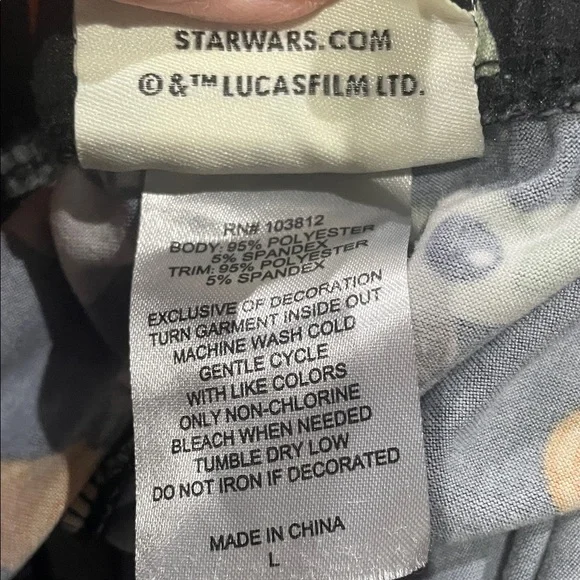 STARWARS.COM
© & ™ LUCASFILM LTD.
RN# 103812
BODY: 95% POLYESTER
5% SPANDEX
TRIM: 95% POLYESTER
5% SPANDEX
EXCLUSIVE OF DECORATION
TURN GARMENT INSIDE OUT
MACHINE WASH COLD
GENTLE CYCLE
WITH LIKE COLORS
ONLY NON-CHLORINE
BLEACH WHEN NEEDED
TUMBLE DRY LOW
DO NOT IRON IF DECORATED
MADE IN CHINA
L